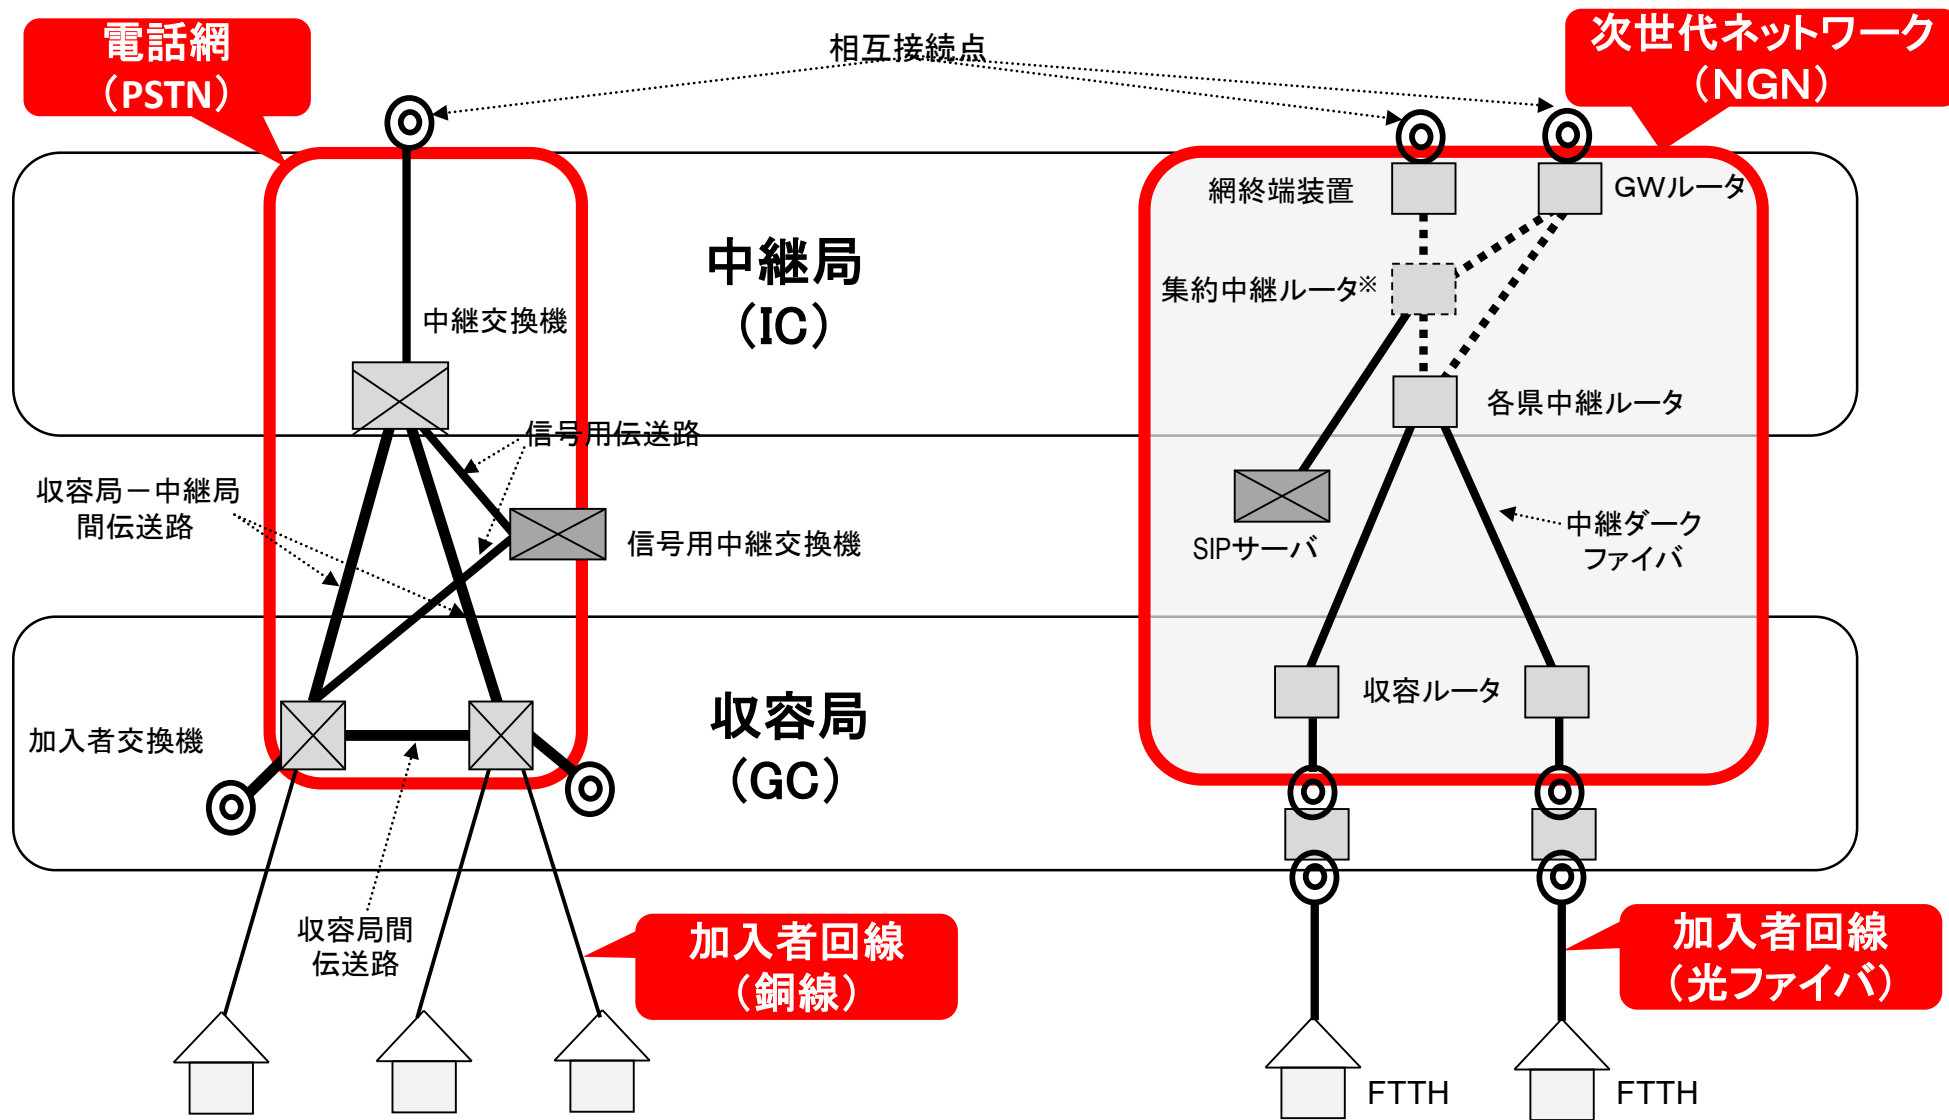 電話網
（PSTN）
相互接続点
次世代ネットワーク
（NGN）
網終端装置
GWルータ
中継局
（IC）
集約中継ルータ※
中継交換機
各県中継ルータ
信号用伝送路
収容局－中継局
間伝送路
信号用中継交換機
SIPサーバ
中継ダーク
ファイバ
収容局
（GC）
収容ルータ
加入者交換機
収容局間
伝送路
加入者回線
（銅線）
加入者回線
（光ファイバ）
FTTH
FTTH